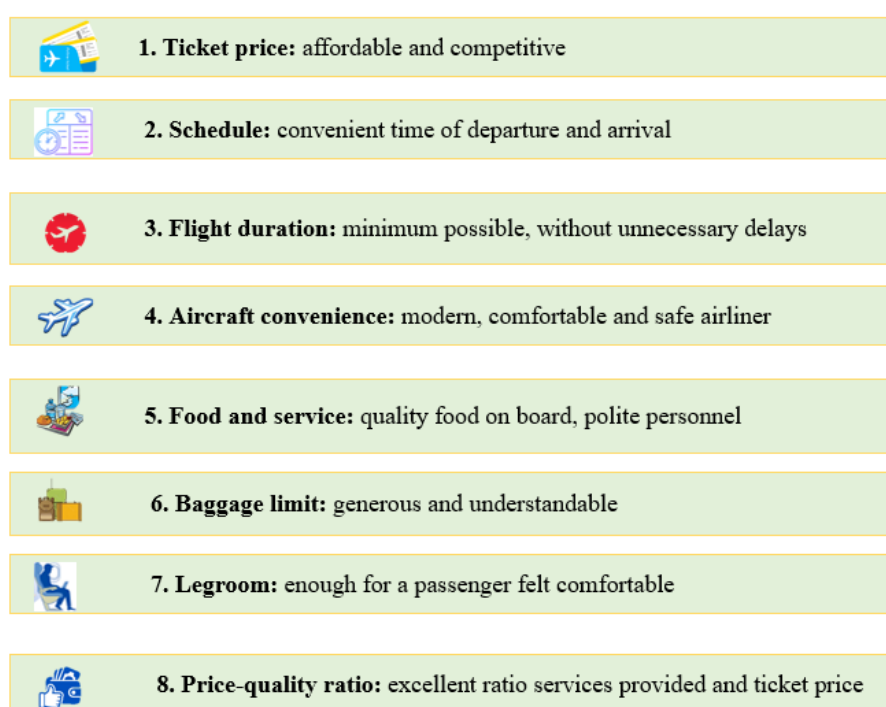 1. Ticket price: affordable and competitive
2. Schedule: convenient time of departure and arrival
3. Flight duration: minimum possible, without unnecessary delays
4. Aircraft convenience: modern, comfortable and safe airliner
5. Food and service: quality food on board, polite personnel
6. Baggage limit: generous and understandable
7. Legroom: enough for a passenger felt comfortable
8. Price-quality ratio: excellent ratio services provided and ticket price